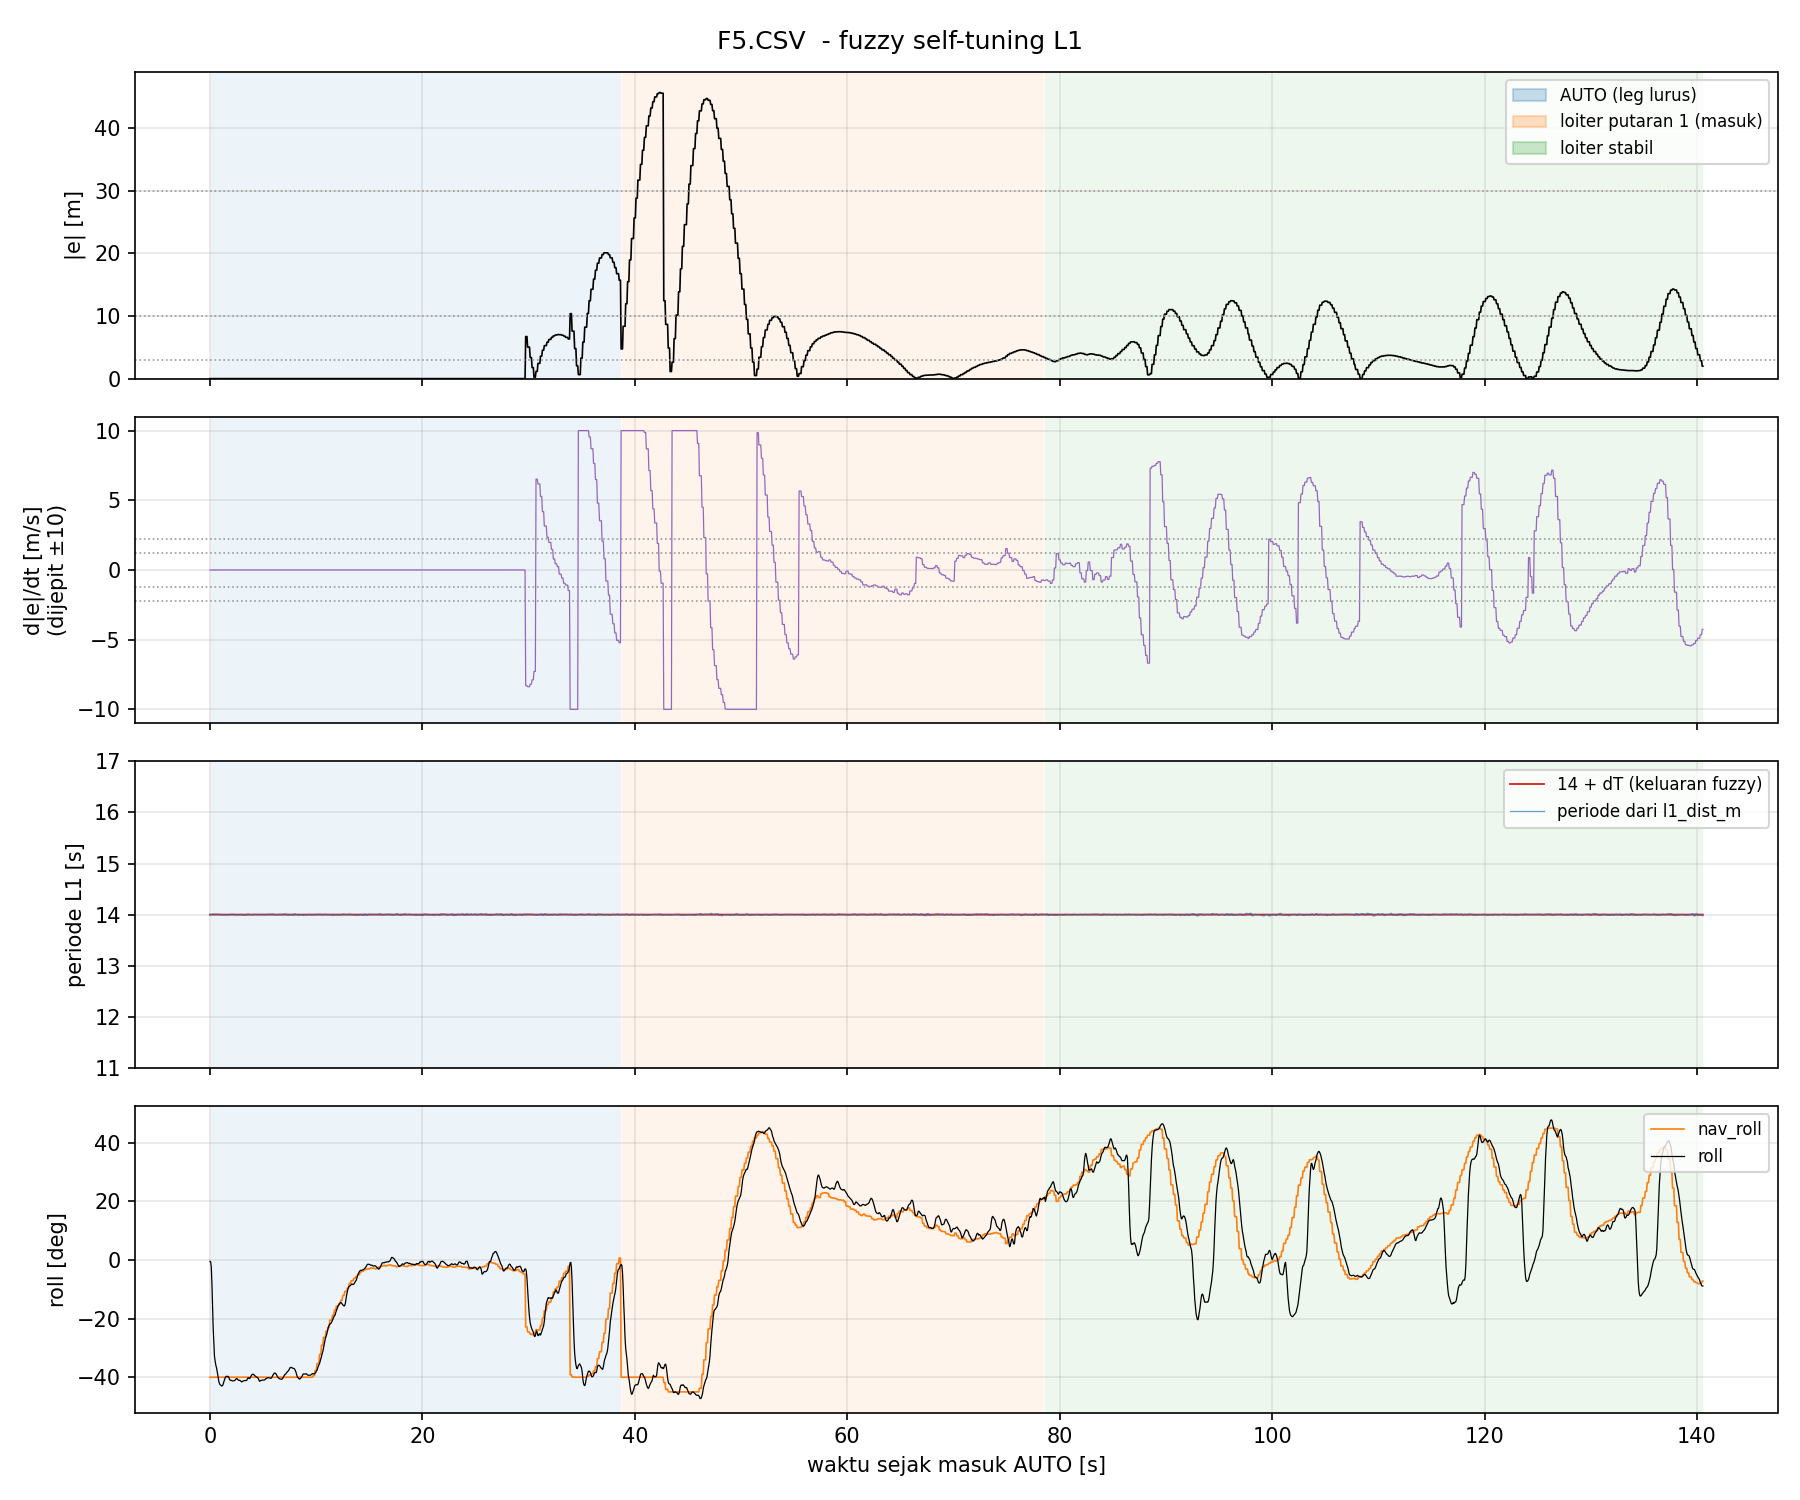 F5.CSV - fuzzy self-tuning L1
|e| [m]
40
30
20
10
0
AUTO (leg lurus)
loiter putaran 1 (masuk)
loiter stabil
d|e|/dt [m/s]
(dijepit ±10)
10
5
0
−5
−10
periode L1 [s]
17
16
15
14
13
12
11
14 + dT (keluaran fuzzy)
periode dari l1_dist_m
roll [deg]
40
20
0
−20
−40
nav_roll
roll
0 20 40 60 80 100 120 140
waktu sejak masuk AUTO [s]